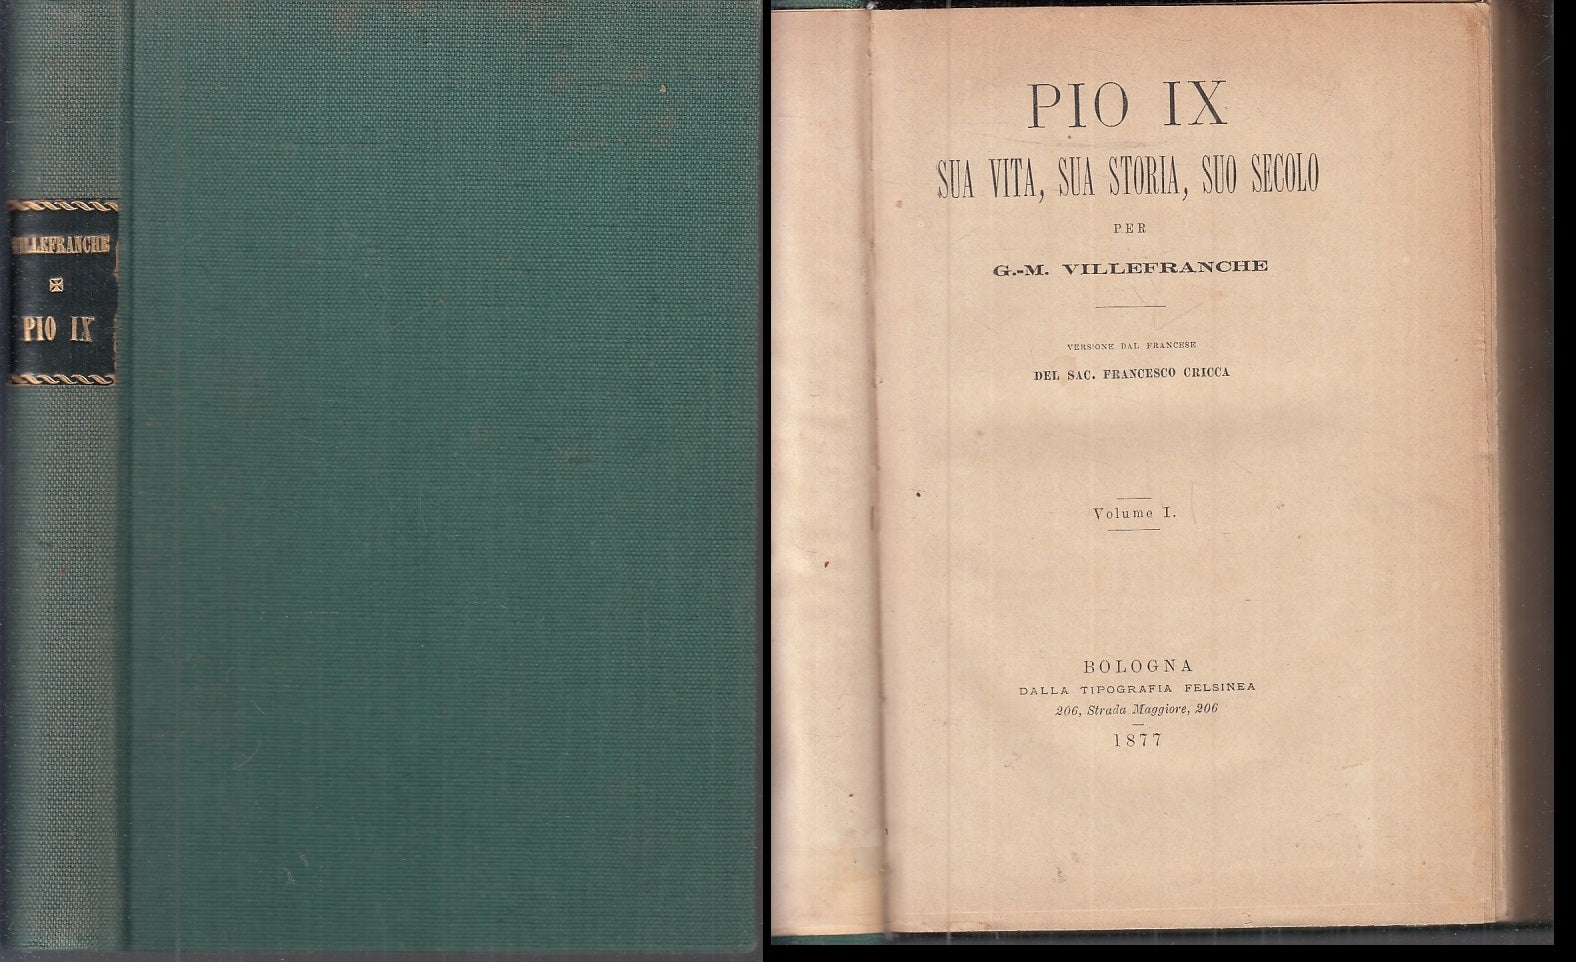 VILLEFRANCHE
PIO IX
PIO IX
SUA VITA, SUA STORIA, SUO SECOLO
PER
G.-M. VILLEFRANCHE
VERSIONE DAL FRANCESE
DEL SAC. FRANCESCO CRICCA
Volume I.
BOLOGNA
DALLA TIPOGRAFIA FELSINEA
206, Strada Maggiore, 206
1877